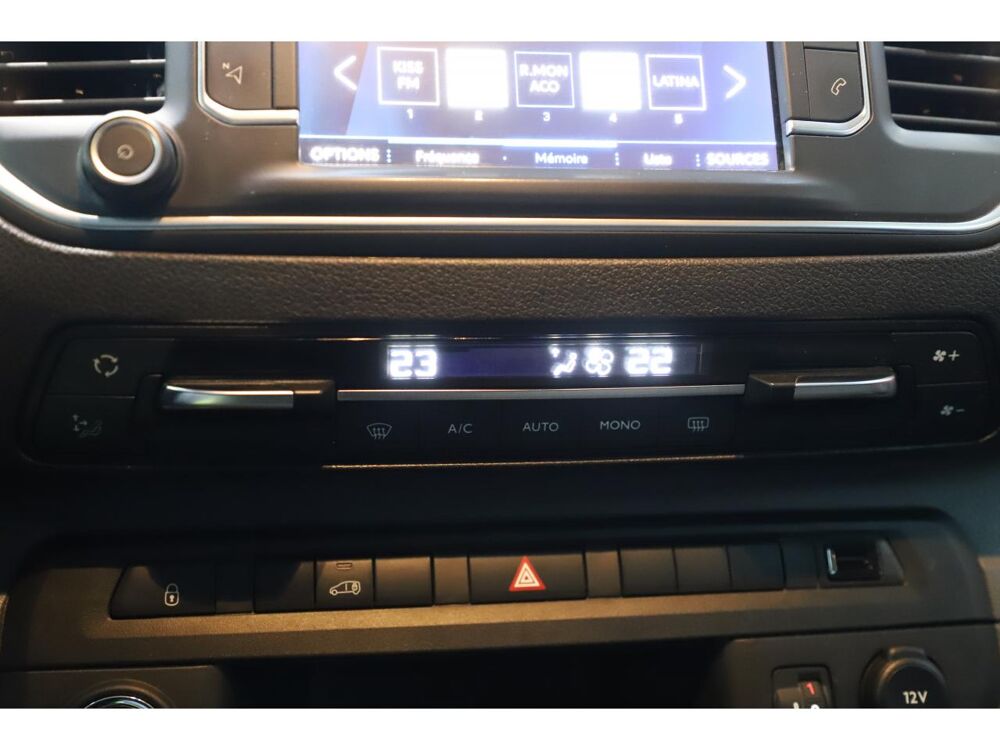 N
KISS
FM
R.MON
ACO
LATINA
1 2 3 4 5
OPTIONS Fréquence Mémoire Liste SOURCES
23 22
A/C AUTO MONO
1
12V